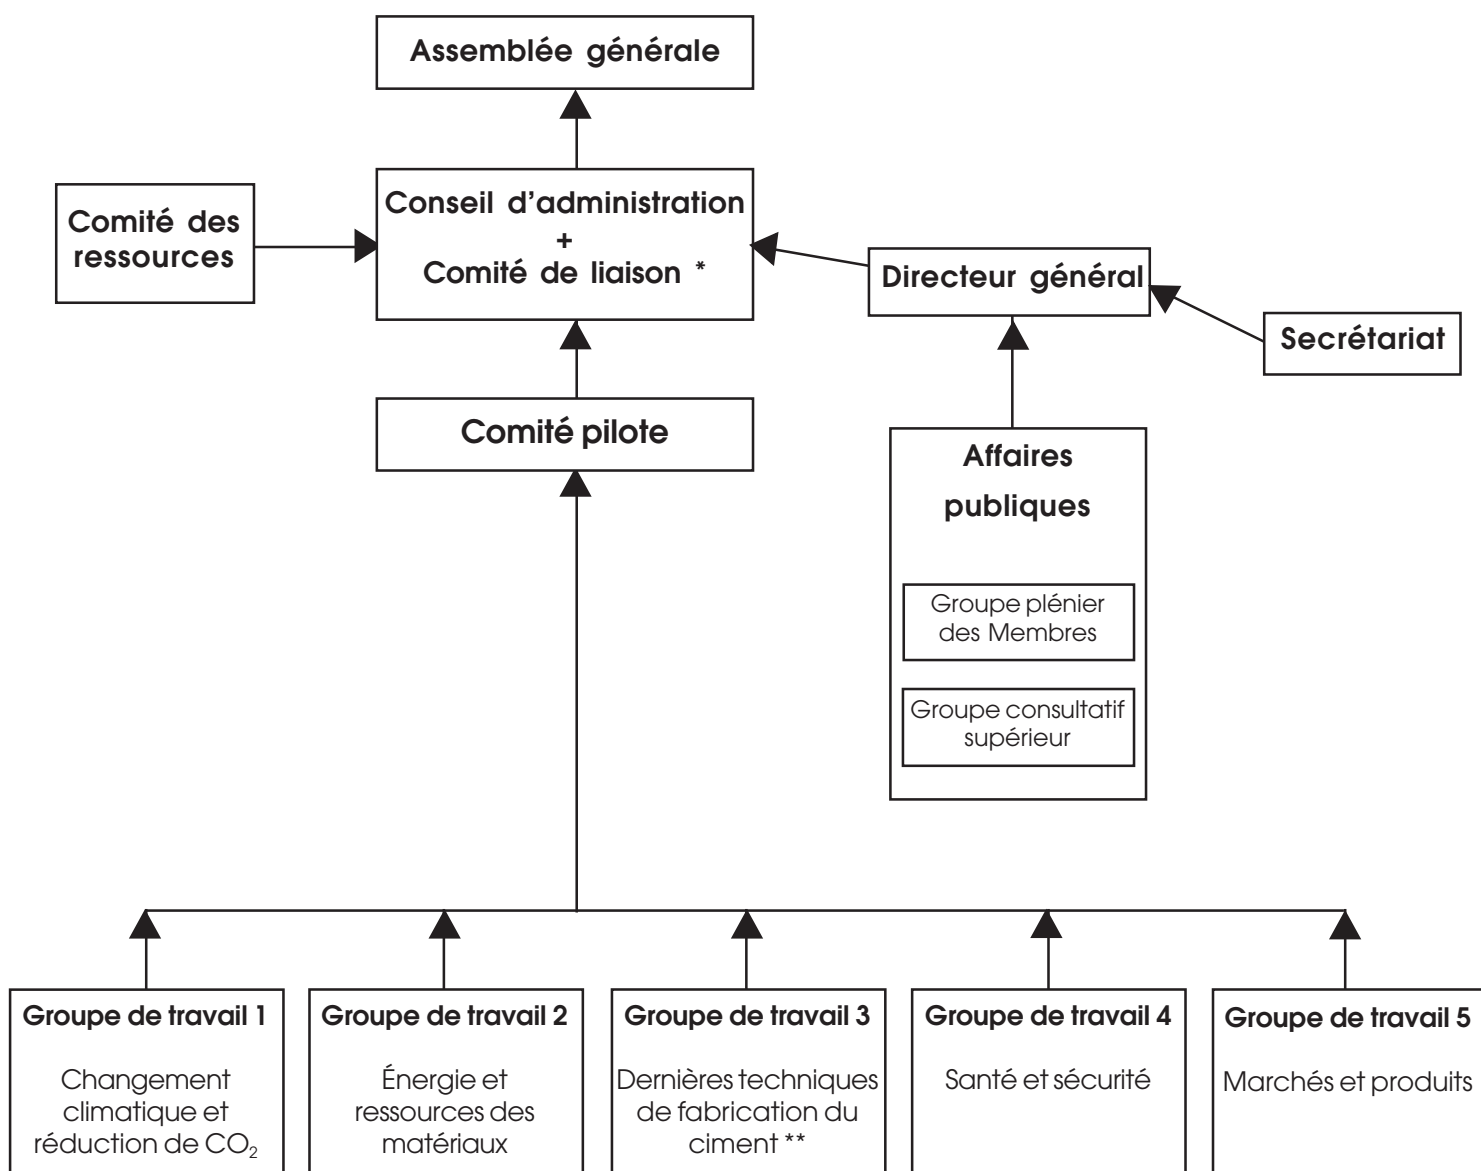 Assemblée générale
Comité des
ressources
Conseil d'administration
+
Comité de liaison *
Directeur général
Secrétariat
Comité pilote
Affaires
publiques
Groupe plénier
des Membres
Groupe consultatif
supérieur
Groupe de travail 1
Changement
climatique et
réduction de CO₂
Groupe de travail 2
Énergie et
ressources des
matériaux
Groupe de travail 3
Dernières techniques
de fabrication du
ciment **
Groupe de travail 4
Santé et sécurité
Groupe de travail 5
Marchés et produits